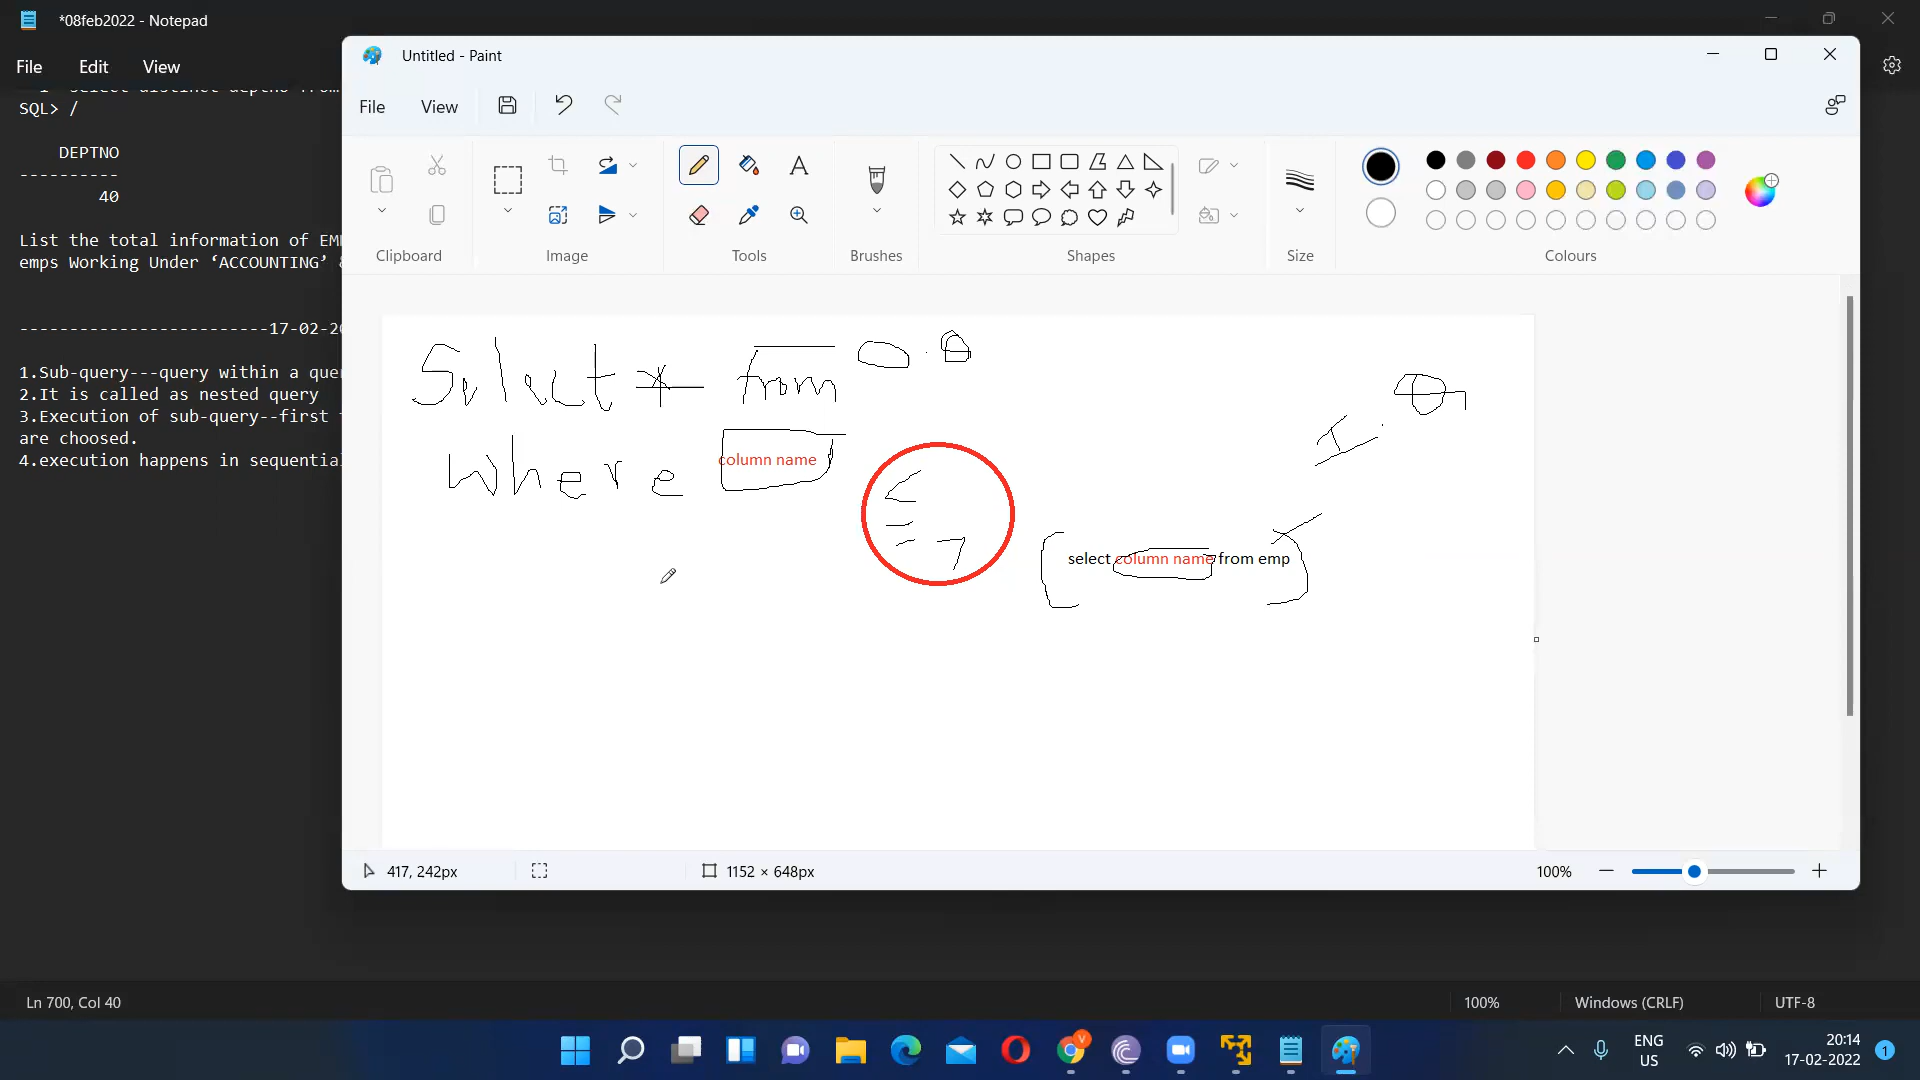 *08feb2022 - Notepad
File Edit View
SQL> /
DEPTNO
----------
40
List the total information of EM
emps Working Under ‘ACCOUNTING’
-------------------------17-02-2
1.Sub-query---query within a que
2.It is called as nested query
3.Execution of sub-query--first
are choosed.
4.execution happens in sequential
Ln 700, Col 40
100%
Windows (CRLF)
UTF-8
Untitled - Paint
File View
Clipboard
Image
Tools
Brushes
Shapes
Size
Colours
Select * from
Where column name
< = >
select column name from emp
417, 242px
1152 × 648px
100%
ENG
US
20:14
17-02-2022
1